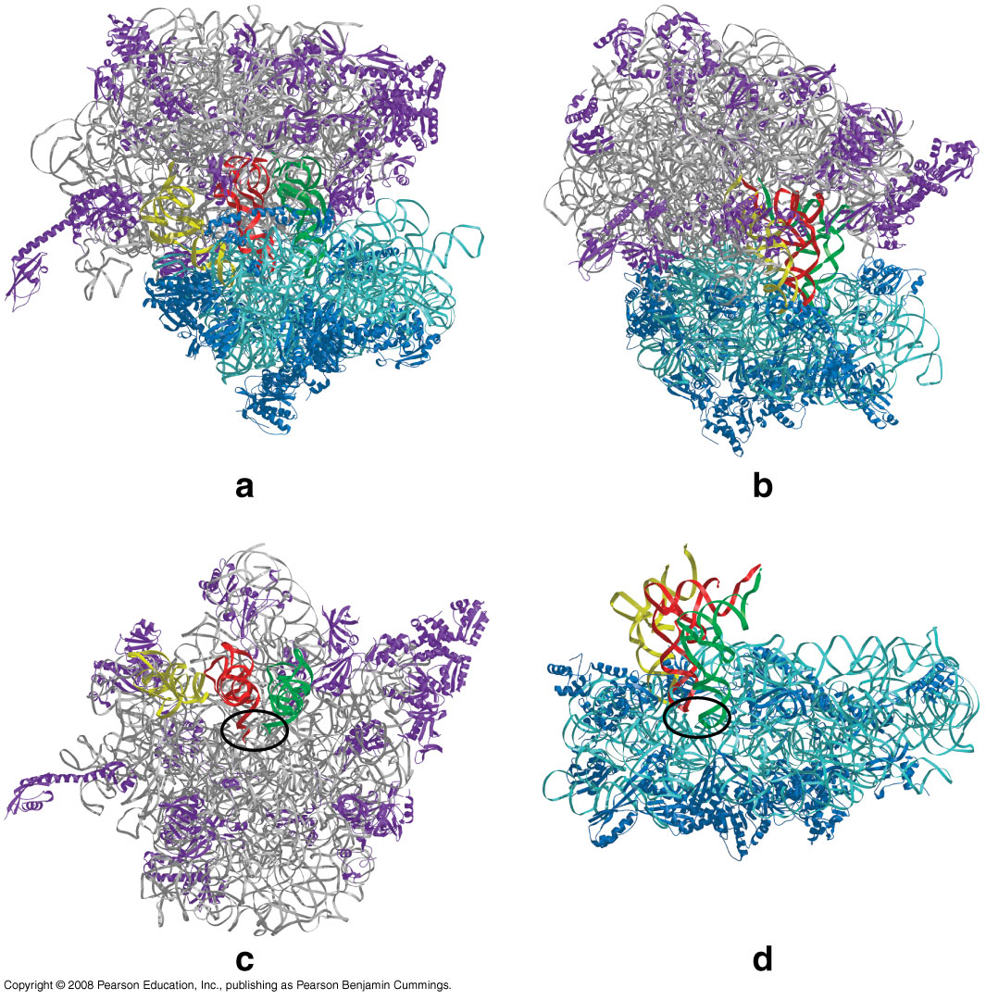 a
b
c
d
Copyright © 2008 Pearson Education, Inc., publishing as Pearson Benjamin Cummings.